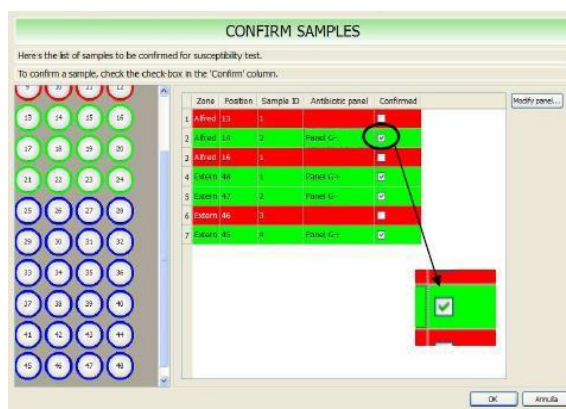 CONFIRM SAMPLES
Here's the list of samples to be confirmed for susceptibility test.
To confirm a sample, check the check-box in the 'Confirm' column.
9 10 11 12
13 14 15 16
17 18 19 20
21 22 23 24
25 26 27 28
29 30 31 32
33 34 35 36
37 38 39 40
41 42 43 44
45 46 47 48
Zone Position Sample ID Antibiotic panel Confirmed
1 Alfred 13 1
2 Alfred 14 2 Panel G-
3 Alfred 16 1
4 Extern 48 1 Panel G+
5 Extern 47 2 Panel G-
6 Extern 46 3
7 Extern 45 4 Panel G+
Modify panel...
OK Annulla